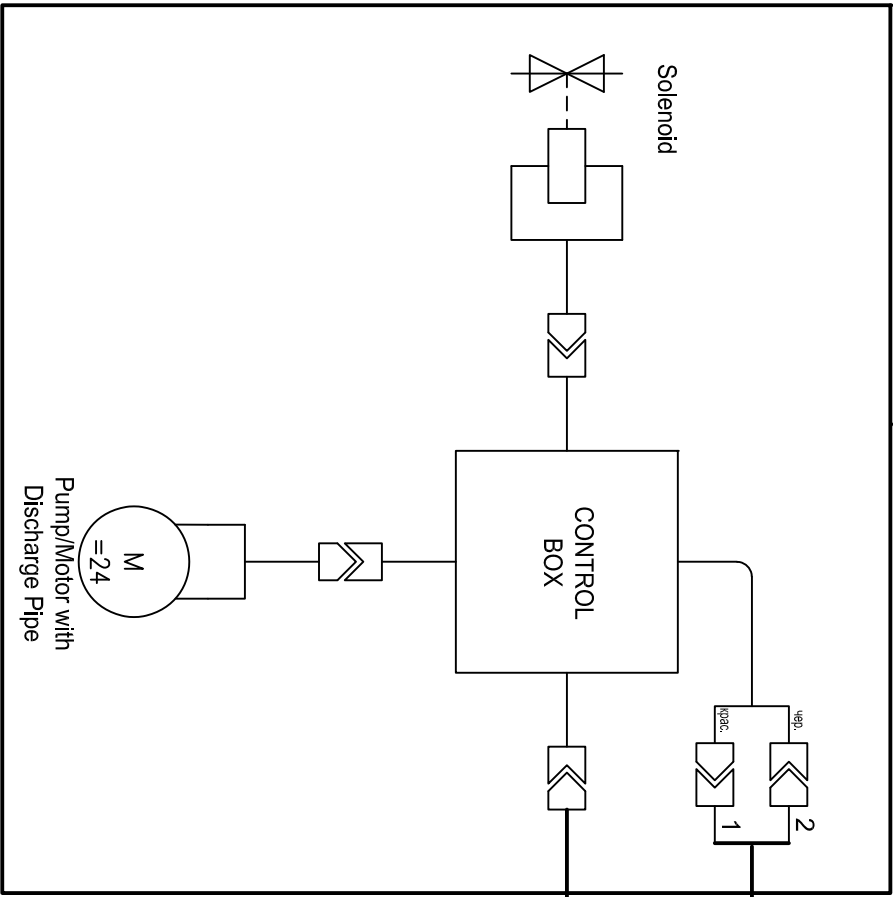 Solenoid
CONTROL
BOX
чер.
крас.
2
1
M
=24
Pump/Motor with
Discharge Pipe